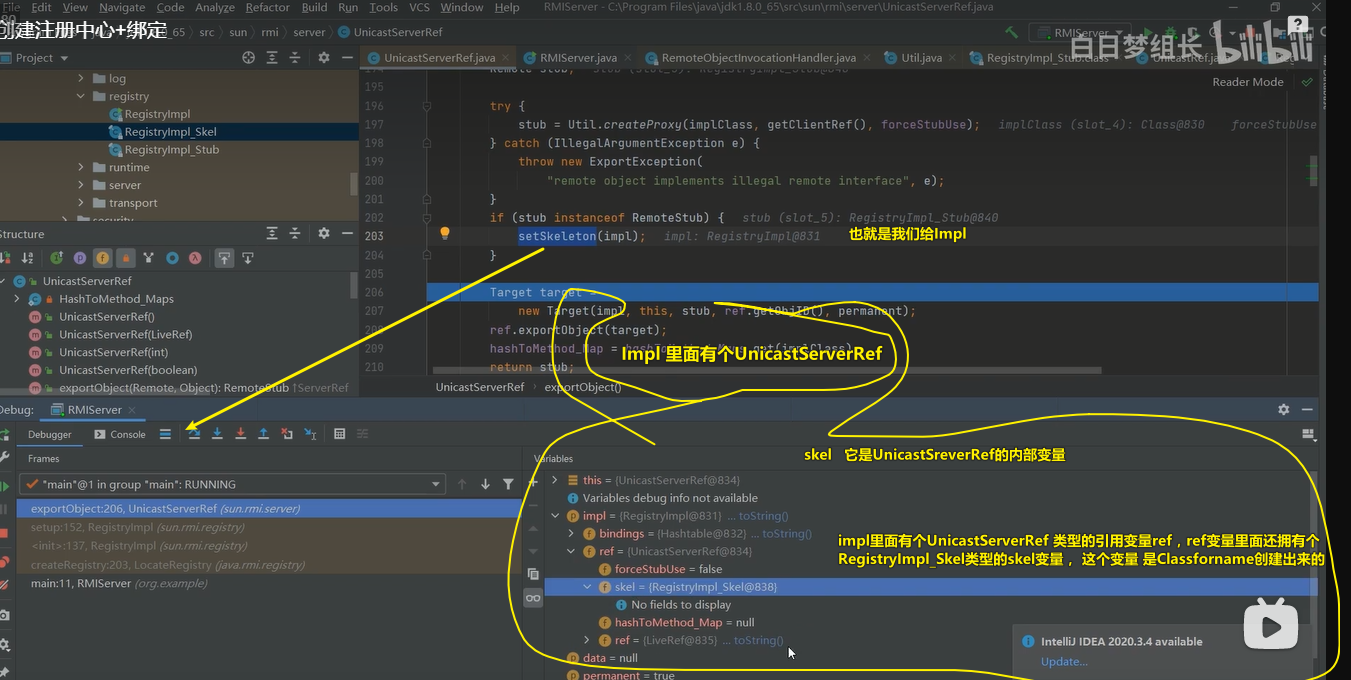 File Edit View Navigate Code Analyze Refactor Build Run Tools VCS Window Help RMIServer - C:\Program Files\java\jdk1.8.0_65\src\sun\rmi\server\UnicastServerRef.java
创建注册中心+绑定
_65 › src › sun › rmi › server › UnicastServerRef
RMIServer
白日梦组长 bilibili
Project
UnicastServerRef.java RMIServer.java RemoteObjectInvocationHandler.java Util.java RegistryImpl_Stub.class
Reader Mode
log
registry
RegistryImpl
RegistryImpl_Skel
RegistryImpl_Stub
runtime
server
transport
security
195
196 try {
197 stub = Util.createProxy(implClass, getClientRef(), forceStubUse); implClass (slot_4): Class@830 forceStubUse
198 } catch (IllegalArgumentException e) {
199 throw new ExportException(
200 "remote object implements illegal remote interface", e);
201 }
202 if (stub instanceof RemoteStub) { stub (slot_5): RegistryImpl_Stub@840
203 setSkeleton(impl); impl: RegistryImpl@831
也就是我们给Impl
204 }
205
206 Target target =
207 new Target(impl, this, stub, ref.getObjID(), permanent);
ref.exportObject(target);
209
210 return stub;
Impl 里面有个UnicastServerRef
UnicastServerRef › exportObject()
Structure
UnicastServerRef
HashToMethod_Maps
UnicastServerRef()
UnicastServerRef(LiveRef)
UnicastServerRef(int)
UnicastServerRef(boolean)
exportObject(Remote, Object): RemoteStub ↑ServerRef
Debug: RMIServer
Debugger Console
Frames
"main"@1 in group "main": RUNNING
exportObject:206, UnicastServerRef (sun.rmi.server)
setup:152, RegistryImpl (sun.rmi.registry)
<init>:137, RegistryImpl (sun.rmi.registry)
createRegistry:203, LocateRegistry (java.rmi.registry)
main:11, RMIServer (org.example)
Variables
skel 它是UnicastSreverRef的内部变量
this = {UnicastServerRef@834}
Variables debug info not available
impl = {RegistryImpl@831} ... toString()
bindings = {Hashtable@832} ... toString()
ref = {UnicastServerRef@834}
forceStubUse = false
skel = {RegistryImpl_Skel@838}
No fields to display
hashToMethod_Map = null
ref = {LiveRef@835} ... toString()
data = null
permanent = true
impl里面有个UnicastServerRef 类型的引用变量ref，ref变量里面还拥有个
RegistryImpl_Skel类型的skel变量， 这个变量 是Classforname创建出来的
IntelliJ IDEA 2020.3.4 available
Update...